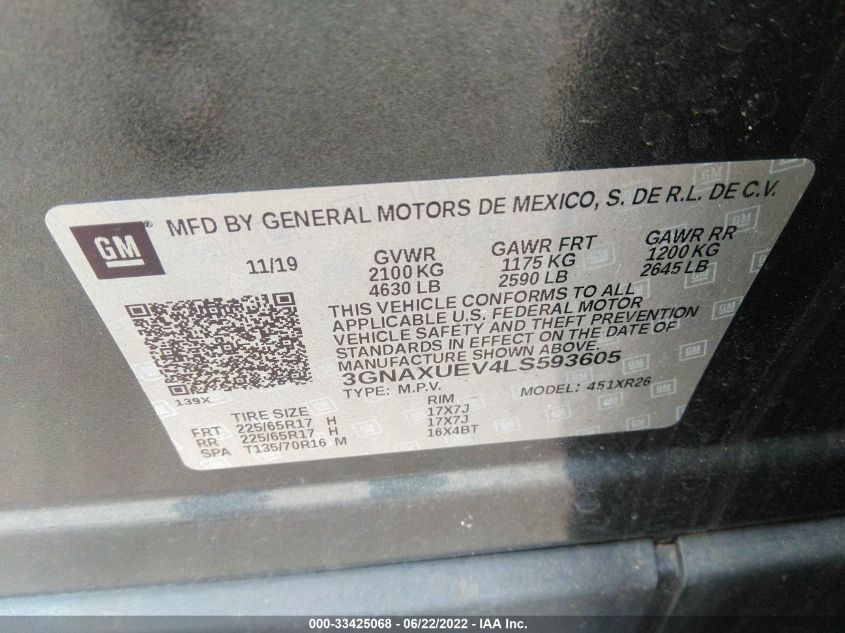 GM®
MFD BY GENERAL MOTORS DE MEXICO, S. DE R.L. DE C.V.
11/19 GVWR GAWR FRT GAWR RR
2100 KG 1175 KG 1200 KG
4630 LB 2590 LB 2645 LB
THIS VEHICLE CONFORMS TO ALL
APPLICABLE U.S. FEDERAL MOTOR
VEHICLE SAFETY AND THEFT PREVENTION
STANDARDS IN EFFECT ON THE DATE OF
MANUFACTURE SHOWN ABOVE.
3GNAXUEV4LS593605
139X
TYPE: M.P.V. MODEL: 451XR26
TIRE SIZE RIM
FRT 225/65R17 H 17X7J
RR 225/65R17 H 17X7J
SPA T135/70R16 M 16X4BT
000-33425068 - 06/22/2022 - IAA Inc.